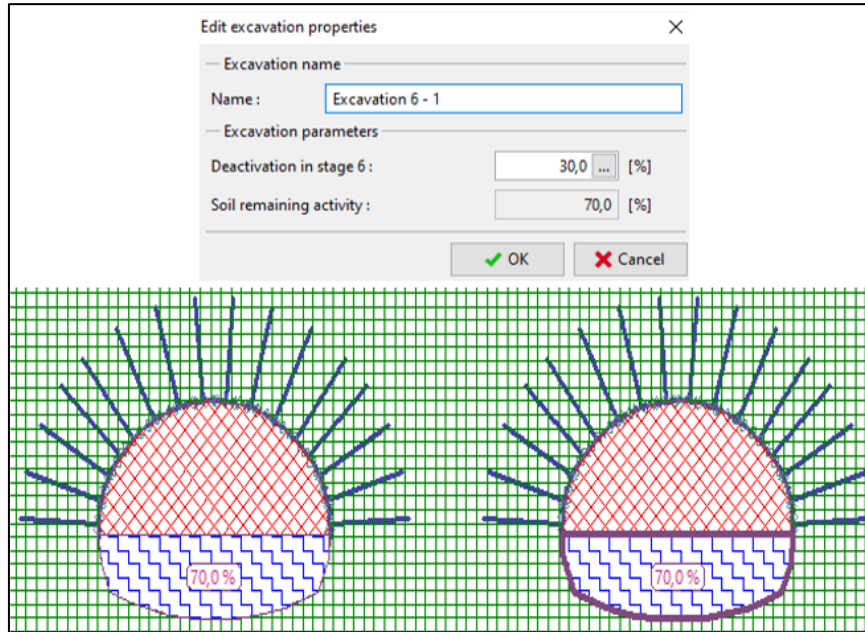 Edit excavation properties
Excavation name
Name : Excavation 6 - 1
Excavation parameters
Deactivation in stage 6 : 30,0 ... [%]
Soil remaining activity : 70,0 [%]
OK Cancel
70,0 % 70,0 %